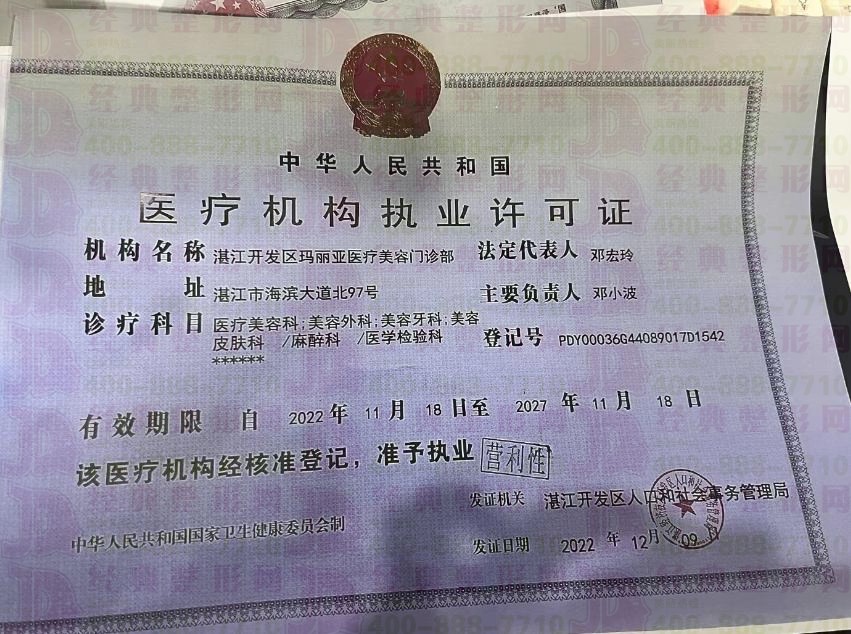 中华人民共和国
医疗机构执业许可证
机构名称 湛江开发区玛丽亚医疗美容门诊部 法定代表人 邓宏玲
地址 湛江市海滨大道北97号 主要负责人 邓小波
诊疗科目 医疗美容科;美容外科;美容牙科;美容
皮肤科 /麻醉科 /医学检验科 登记号 PDY00036G44089017D1542
******
有效期限 自 2022 年 11 月 18 日至 2027 年 11 月 18 日
该医疗机构经核准登记，准予执业 营利性
发证机关 湛江开发区人口和社会事务管理局
中华人民共和国国家卫生健康委员会制
发证日期 2022 年 12 月 09
经典整形网
400-888-7710